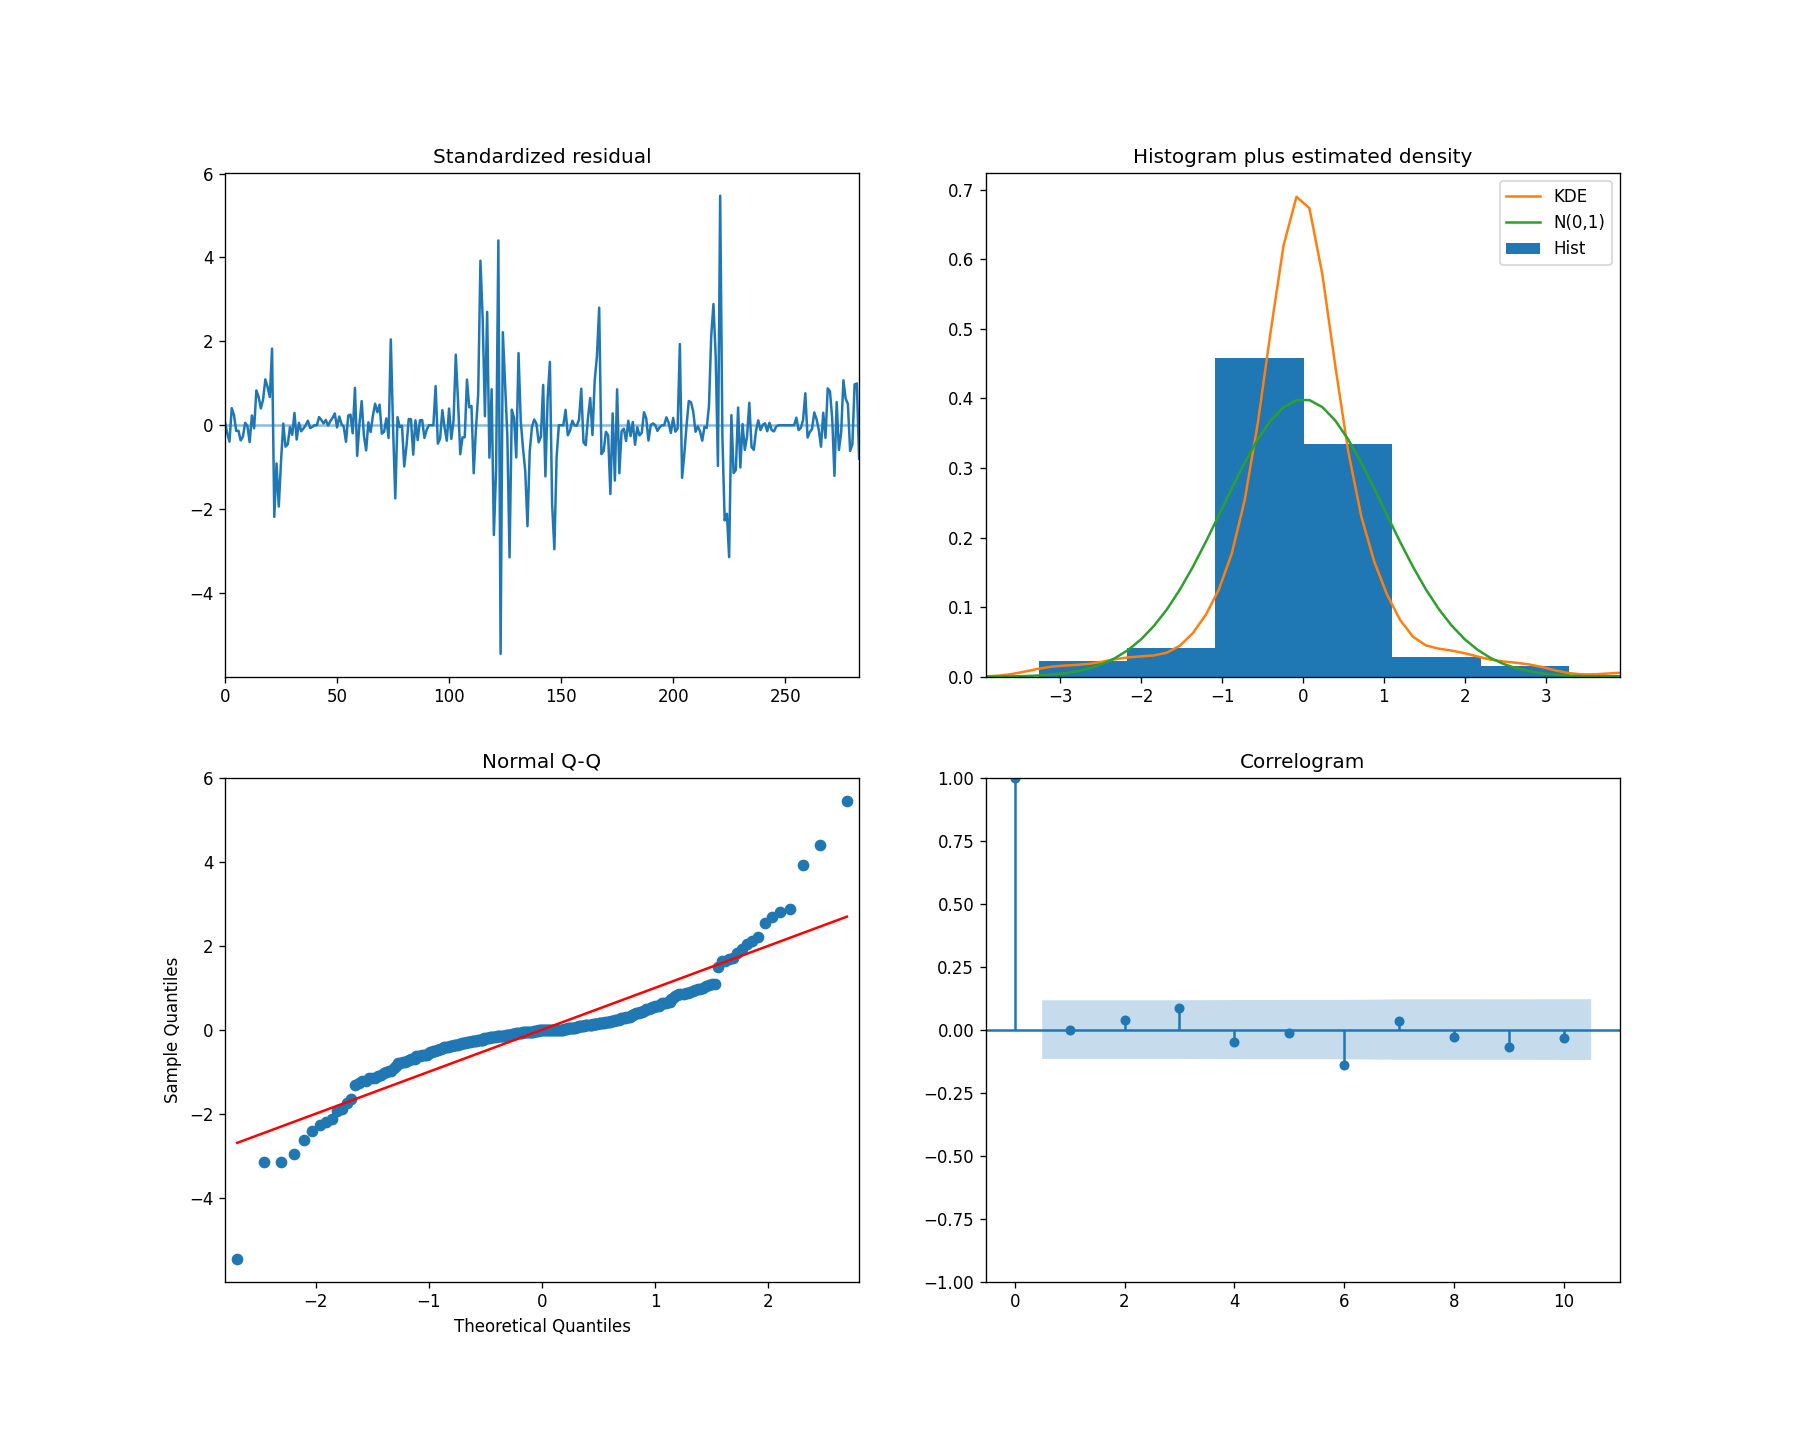 Standardized residual
6
4
2
0
−2
−4
0 50 100 150 200 250
Histogram plus estimated density
0.7
0.6
0.5
0.4
0.3
0.2
0.1
0.0
−3 −2 −1 0 1 2 3
KDE
N(0,1)
Hist
Normal Q-Q
Sample Quantiles
6
4
2
0
−2
−4
−2 −1 0 1 2
Theoretical Quantiles
Correlogram
1.00
0.75
0.50
0.25
0.00
−0.25
−0.50
−0.75
−1.00
0 2 4 6 8 10